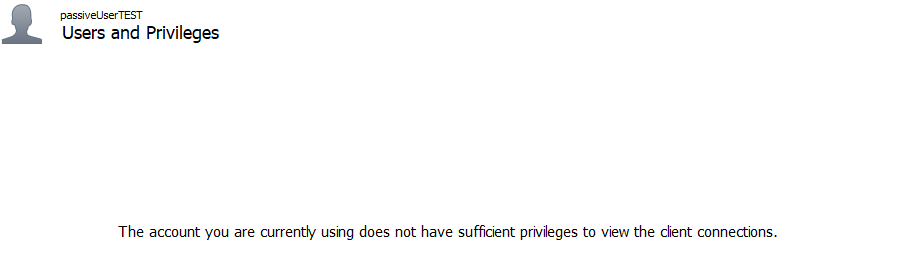 passiveUserTEST
Users and Privileges
The account you are currently using does not have sufficient privileges to view the client connections.